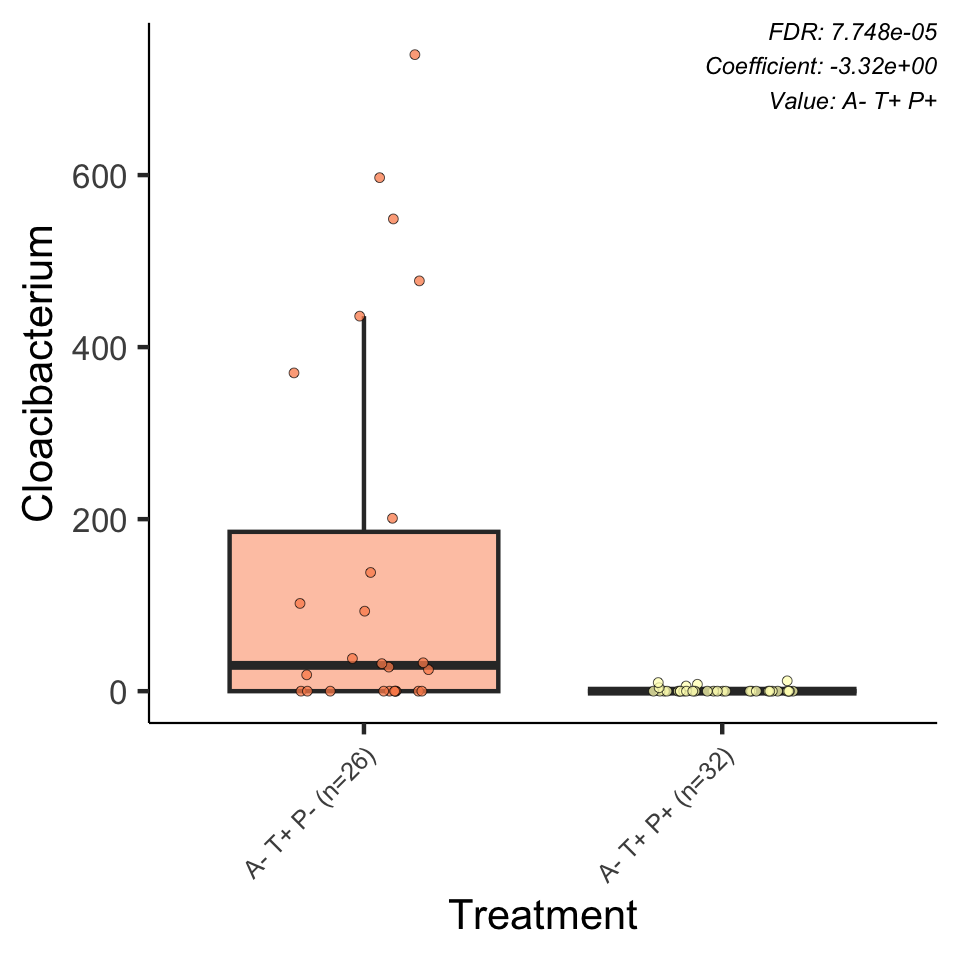 FDR: 7.748e-05
Coefficient: -3.32e+00
Value: A- T+ P+
Cloacibacterium
600
400
200
0
A- T+ P- (n=26)
A- T+ P+ (n=32)
Treatment